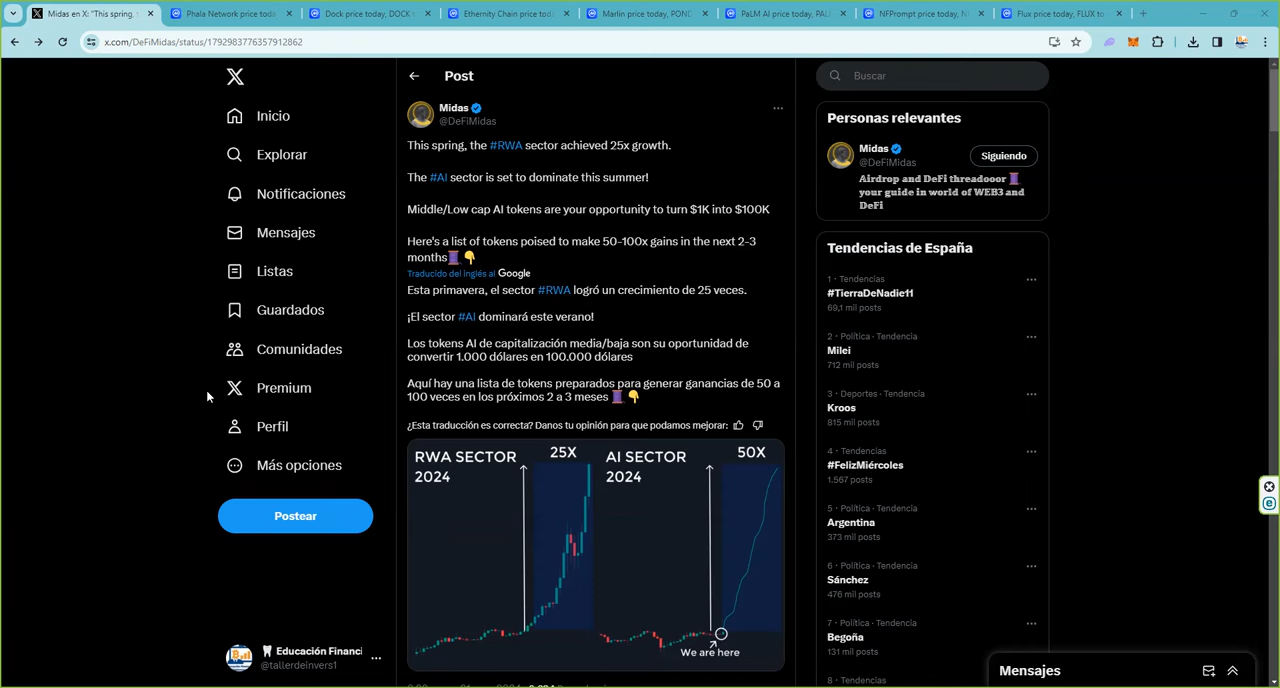 Midas en X: "This spring,
Phala Network price toda
Dock price today, DOCK t
Ethernity Chain price tod
Marlin price today, POND
PaLM AI price today, PAL
NFPrompt price today, N
Flux price today, FLUX to
x.com/DeFiMidas/status/1792983776357912862
Inicio
Explorar
Notificaciones
Mensajes
Listas
Guardados
Comunidades
Premium
Perfil
Más opciones
Postear
Educación Financi
@tallerdeinvers1
Post
Midas
@DeFiMidas
This spring, the #RWA sector achieved 25x growth.
The #AI sector is set to dominate this summer!
Middle/Low cap AI tokens are your opportunity to turn $1K into $100K
Here's a list of tokens poised to make 50-100x gains in the next 2-3
months🧵👇
Traducido del inglés al Google
Esta primavera, el sector #RWA logró un crecimiento de 25 veces.
¡El sector #AI dominará este verano!
Los tokens AI de capitalización media/baja son su oportunidad de
convertir 1.000 dólares en 100.000 dólares
Aquí hay una lista de tokens preparados para generar ganancias de 50 a
100 veces en los próximos 2 a 3 meses 🧵👇
¿Esta traducción es correcta? Danos tu opinión para que podamos mejorar:
RWA SECTOR
2024
25X
AI SECTOR
2024
50X
We are here
Buscar
Personas relevantes
Midas
@DeFiMidas
Siguiendo
Airdrop and DeFi threadooor 🧵
your guide in world of WEB3 and
DeFi
Tendencias de España
1 · Tendencias
#TierraDeNadie11
69,1 mil posts
2 · Política · Tendencia
Milei
712 mil posts
3 · Deportes · Tendencia
Kroos
815 mil posts
4 · Tendencias
#FelizMiércoles
1.567 posts
5 · Política · Tendencia
Argentina
373 mil posts
6 · Política · Tendencia
Sánchez
476 mil posts
7 · Política · Tendencia
Begoña
131 mil posts
8 · Tendencias
Mensajes